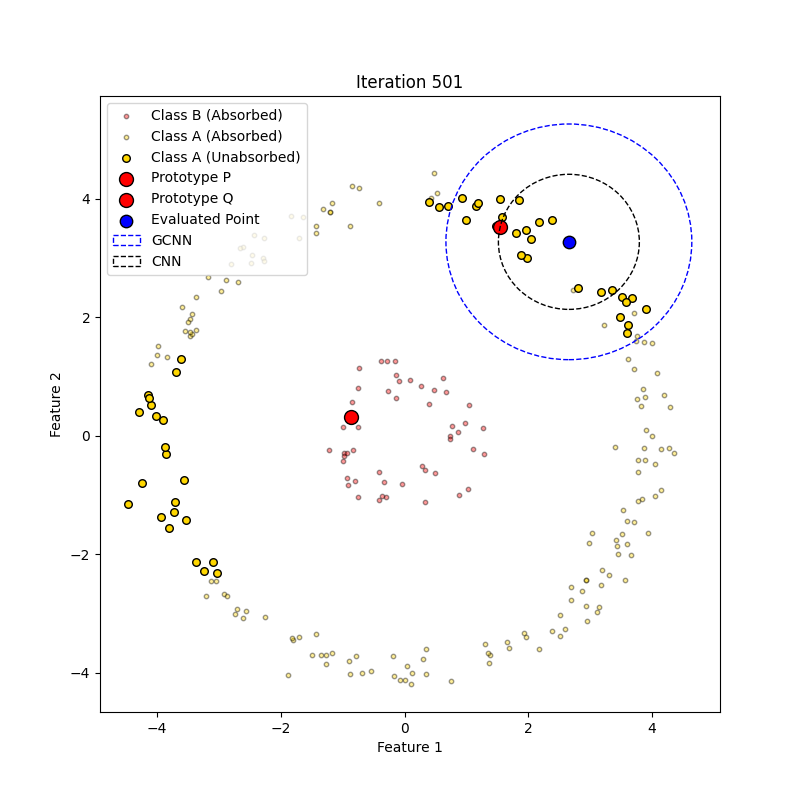 Iteration 501
Class B (Absorbed)
Class A (Absorbed)
Class A (Unabsorbed)
Prototype P
Prototype Q
Evaluated Point
GCNN
CNN
4
2
0
−2
−4
Feature 2
−4 −2 0 2 4
Feature 1